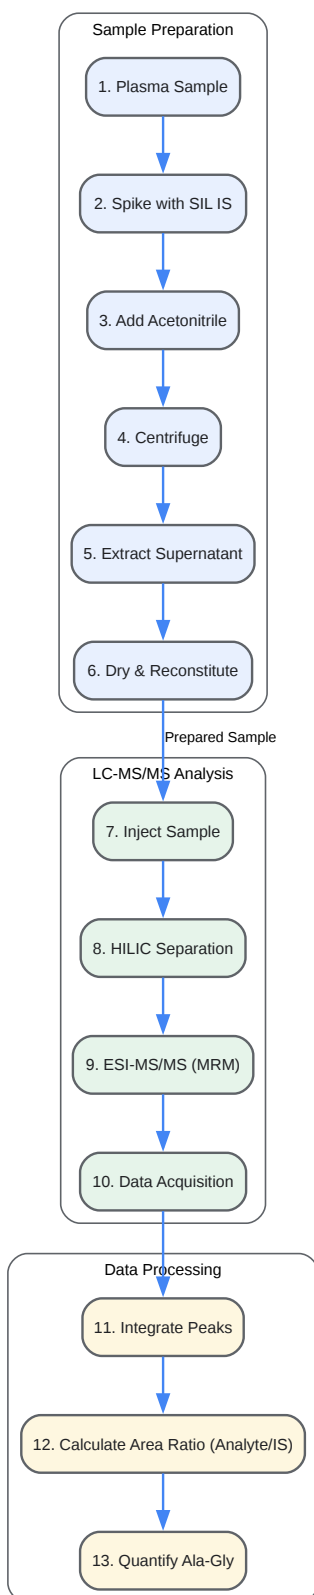 Sample Preparation
1. Plasma Sample
2. Spike with SIL IS
3. Add Acetonitrile
4. Centrifuge
5. Extract Supernatant
6. Dry & Reconstitute
Prepared Sample
LC-MS/MS Analysis
7. Inject Sample
8. HILIC Separation
9. ESI-MS/MS (MRM)
10. Data Acquisition
Data Processing
11. Integrate Peaks
12. Calculate Area Ratio (Analyte/IS)
13. Quantify Ala-Gly